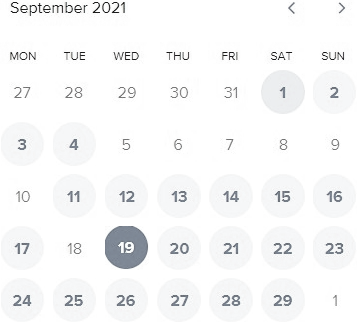 September 2021 < >
MON TUE WED THU FRI SAT SUN
27 28 29 30 31 1 2
3 4 5 6 7 8 9
10 11 12 13 14 15 16
17 18 19 20 21 22 23
24 25 26 27 28 29 1